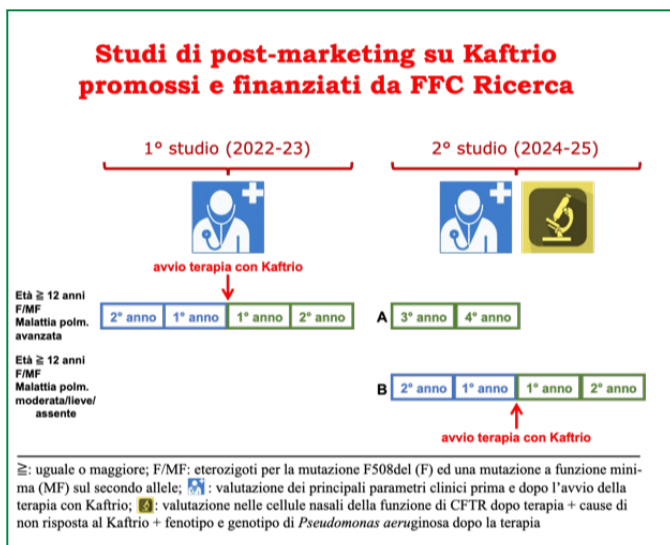 Studi di post-marketing su Kaftrio
promossi e finanziati da FFC Ricerca
1° studio (2022-23)
2° studio (2024-25)
avvio terapia con Kaftrio
Età ≧ 12 anni
F/MF
Malattia polm.
avanzata
2° anno 1° anno 1° anno 2° anno
A 3° anno 4° anno
Età ≧ 12 anni
F/MF
Malattia polm.
moderata/lieve/
assente
B 2° anno 1° anno 1° anno 2° anno
avvio terapia con Kaftrio
≧: uguale o maggiore; F/MF: eterozigoti per la mutazione F508del (F) ed una mutazione a funzione mini-
ma (MF) sul secondo allele; : valutazione dei principali parametri clinici prima e dopo l'avvio della
terapia con Kaftrio; : valutazione nelle cellule nasali della funzione di CFTR dopo terapia + cause di
non risposta al Kaftrio + fenotipo e genotipo di Pseudomonas aeruginosa dopo la terapia